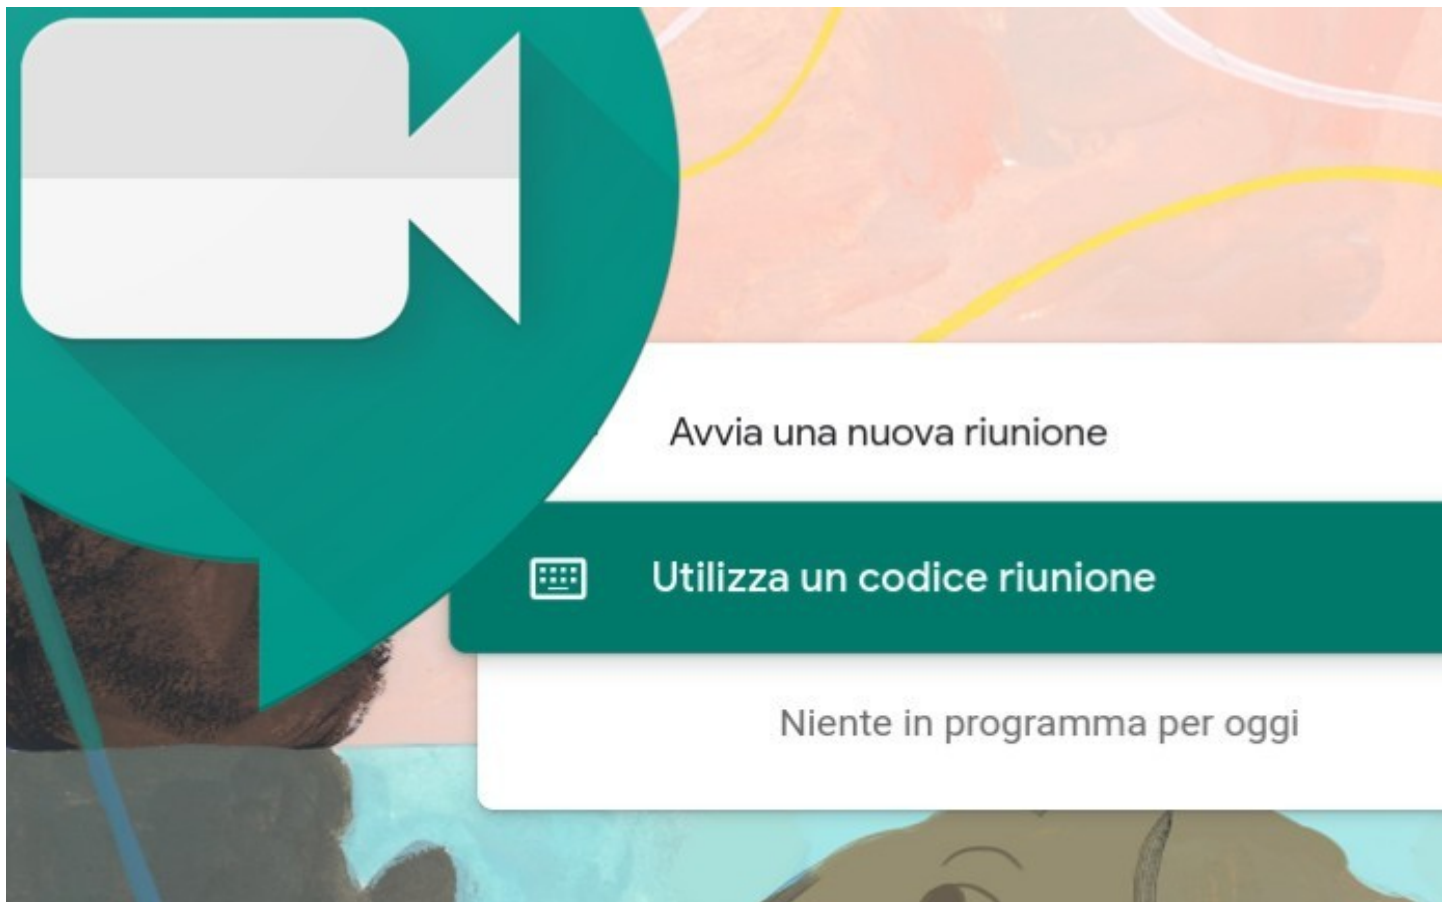 Avvia una nuova riunione
Utilizza un codice riunione
Niente in programma per oggi